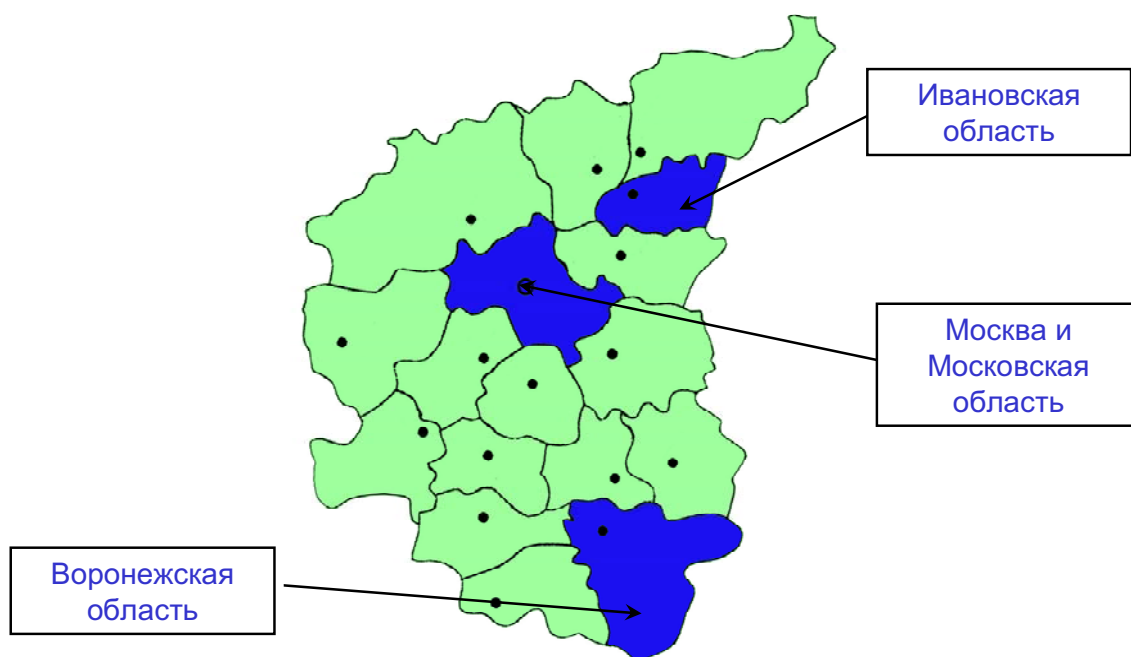 Ивановская
область
Москва и
Московская
область
Воронежская
область